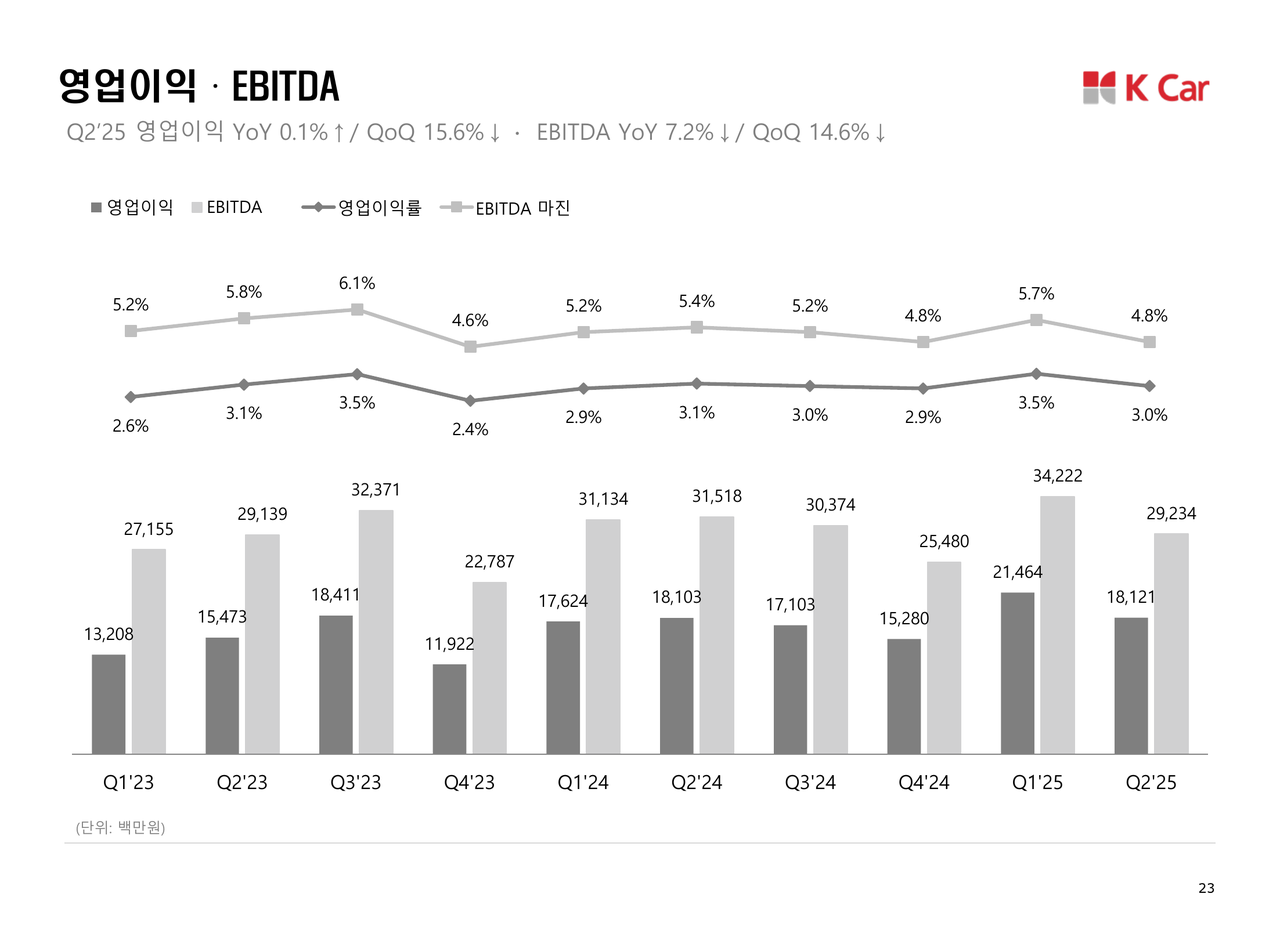 영업이익 · EBITDA
K Car
Q2’25 영업이익 YoY 0.1%↑/ QoQ 15.6%↓ · EBITDA YoY 7.2%↓/ QoQ 14.6%↓
영업이익 EBITDA 영업이익률 EBITDA 마진
5.2% 5.8% 6.1% 4.6% 5.2% 5.4% 5.2% 4.8% 5.7% 4.8%
2.6% 3.1% 3.5% 2.4% 2.9% 3.1% 3.0% 2.9% 3.5% 3.0%
27,155 29,139 32,371 22,787 31,134 31,518 30,374 25,480 34,222 29,234
13,208 15,473 18,411 11,922 17,624 18,103 17,103 15,280 21,464 18,121
Q1'23 Q2'23 Q3'23 Q4'23 Q1'24 Q2'24 Q3'24 Q4'24 Q1'25 Q2'25
(단위: 백만원)
23